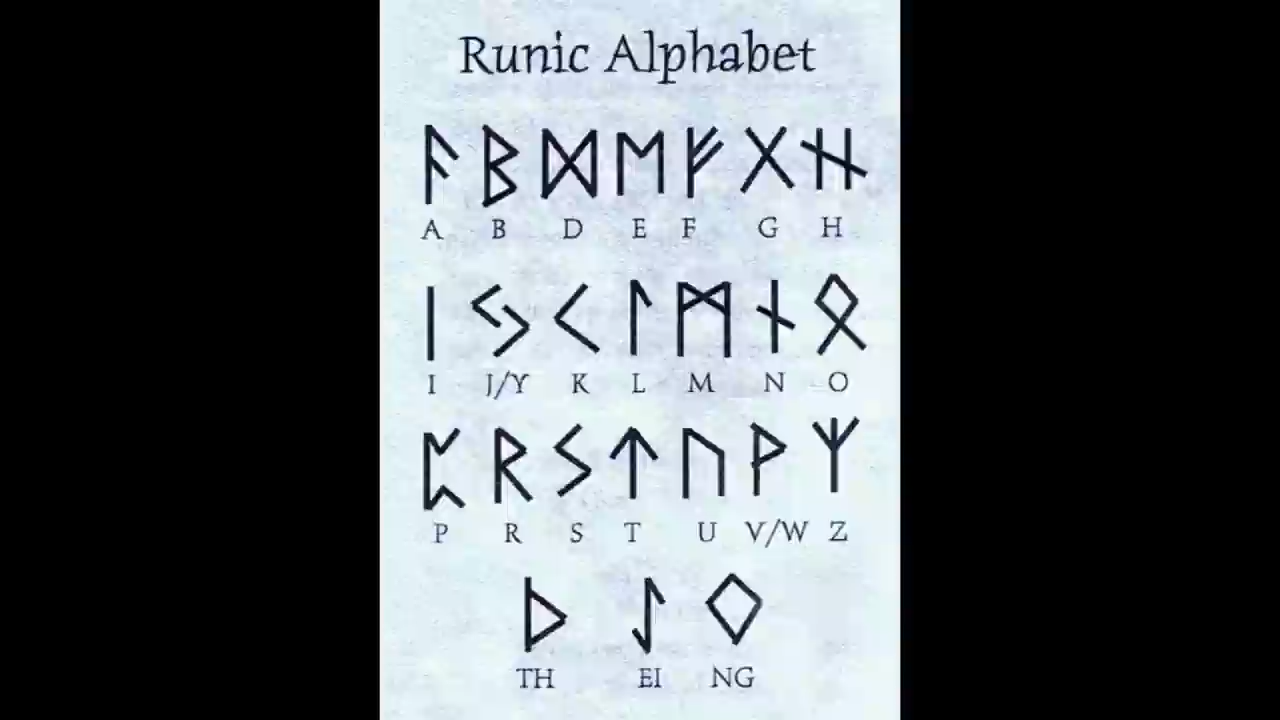 Runic Alphabet
ᚨ ᛒ ᛞ ᛖ ᚠ ᚷ ᚺ
A B D E F G H
ᛁ ᛃ ᚲ ᛚ ᛗ ᚾ ᛟ
I J/Y K L M N O
ᛈ ᚱ ᛊ ᛏ ᚢ ᚹ ᛉ
P R S T U V/W Z
ᚦ ᛇ ᛜ
TH EI NG